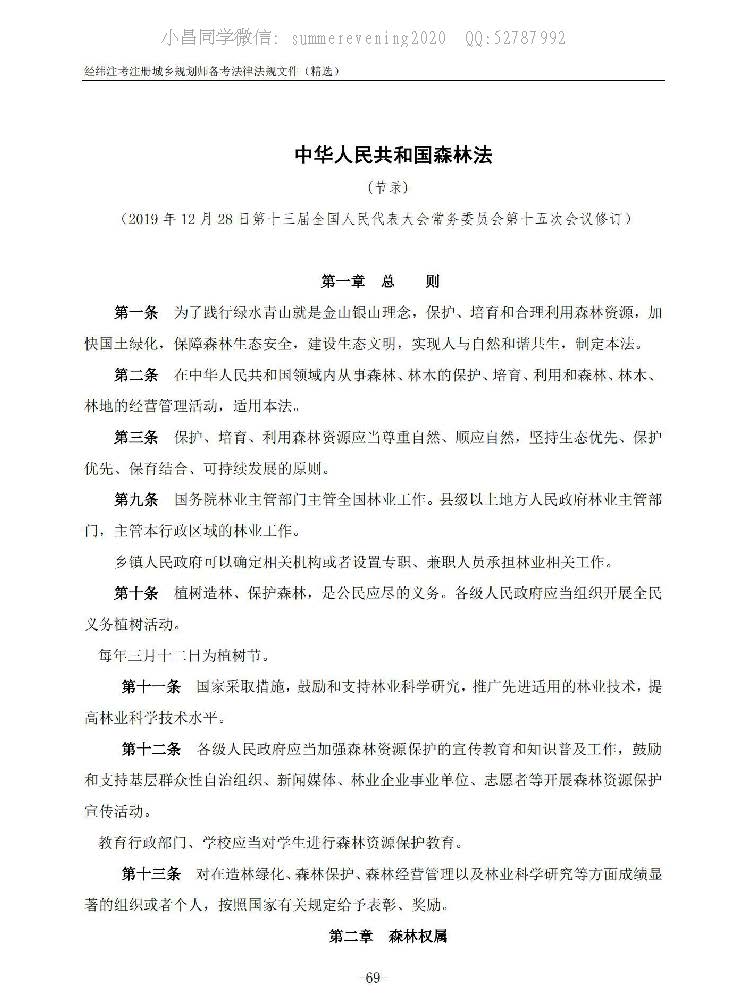 小昌同学微信: summerevening2020 QQ:52787992
经纬注考注册城乡规划师备考法律法规文件（精选）
中华人民共和国森林法
（节录）
（2019 年 12 月 28 日第十三届全国人民代表大会常务委员会第十五次会议修订）
第一章 总 则
第一条 为了践行绿水青山就是金山银山理念，保护、培育和合理利用森林资源，加
快国土绿化，保障森林生态安全，建设生态文明，实现人与自然和谐共生，制定本法。
第二条 在中华人民共和国领域内从事森林、林木的保护、培育、利用和森林、林木、
林地的经营管理活动，适用本法。
第三条 保护、培育、利用森林资源应当尊重自然、顺应自然，坚持生态优先、保护
优先、保育结合、可持续发展的原则。
第九条 国务院林业主管部门主管全国林业工作。县级以上地方人民政府林业主管部
门，主管本行政区域的林业工作。
乡镇人民政府可以确定相关机构或者设置专职、兼职人员承担林业相关工作。
第十条 植树造林、保护森林，是公民应尽的义务。各级人民政府应当组织开展全民
义务植树活动。
每年三月十二日为植树节。
第十一条 国家采取措施，鼓励和支持林业科学研究，推广先进适用的林业技术，提
高林业科学技术水平。
第十二条 各级人民政府应当加强森林资源保护的宣传教育和知识普及工作，鼓励
和支持基层群众性自治组织、新闻媒体、林业企业事业单位、志愿者等开展森林资源保护
宣传活动。
教育行政部门、学校应当对学生进行森林资源保护教育。
第十三条 对在造林绿化、森林保护、森林经营管理以及林业科学研究等方面成绩显
著的组织或者个人，按照国家有关规定给予表彰、奖励。
第二章 森林权属
-69-